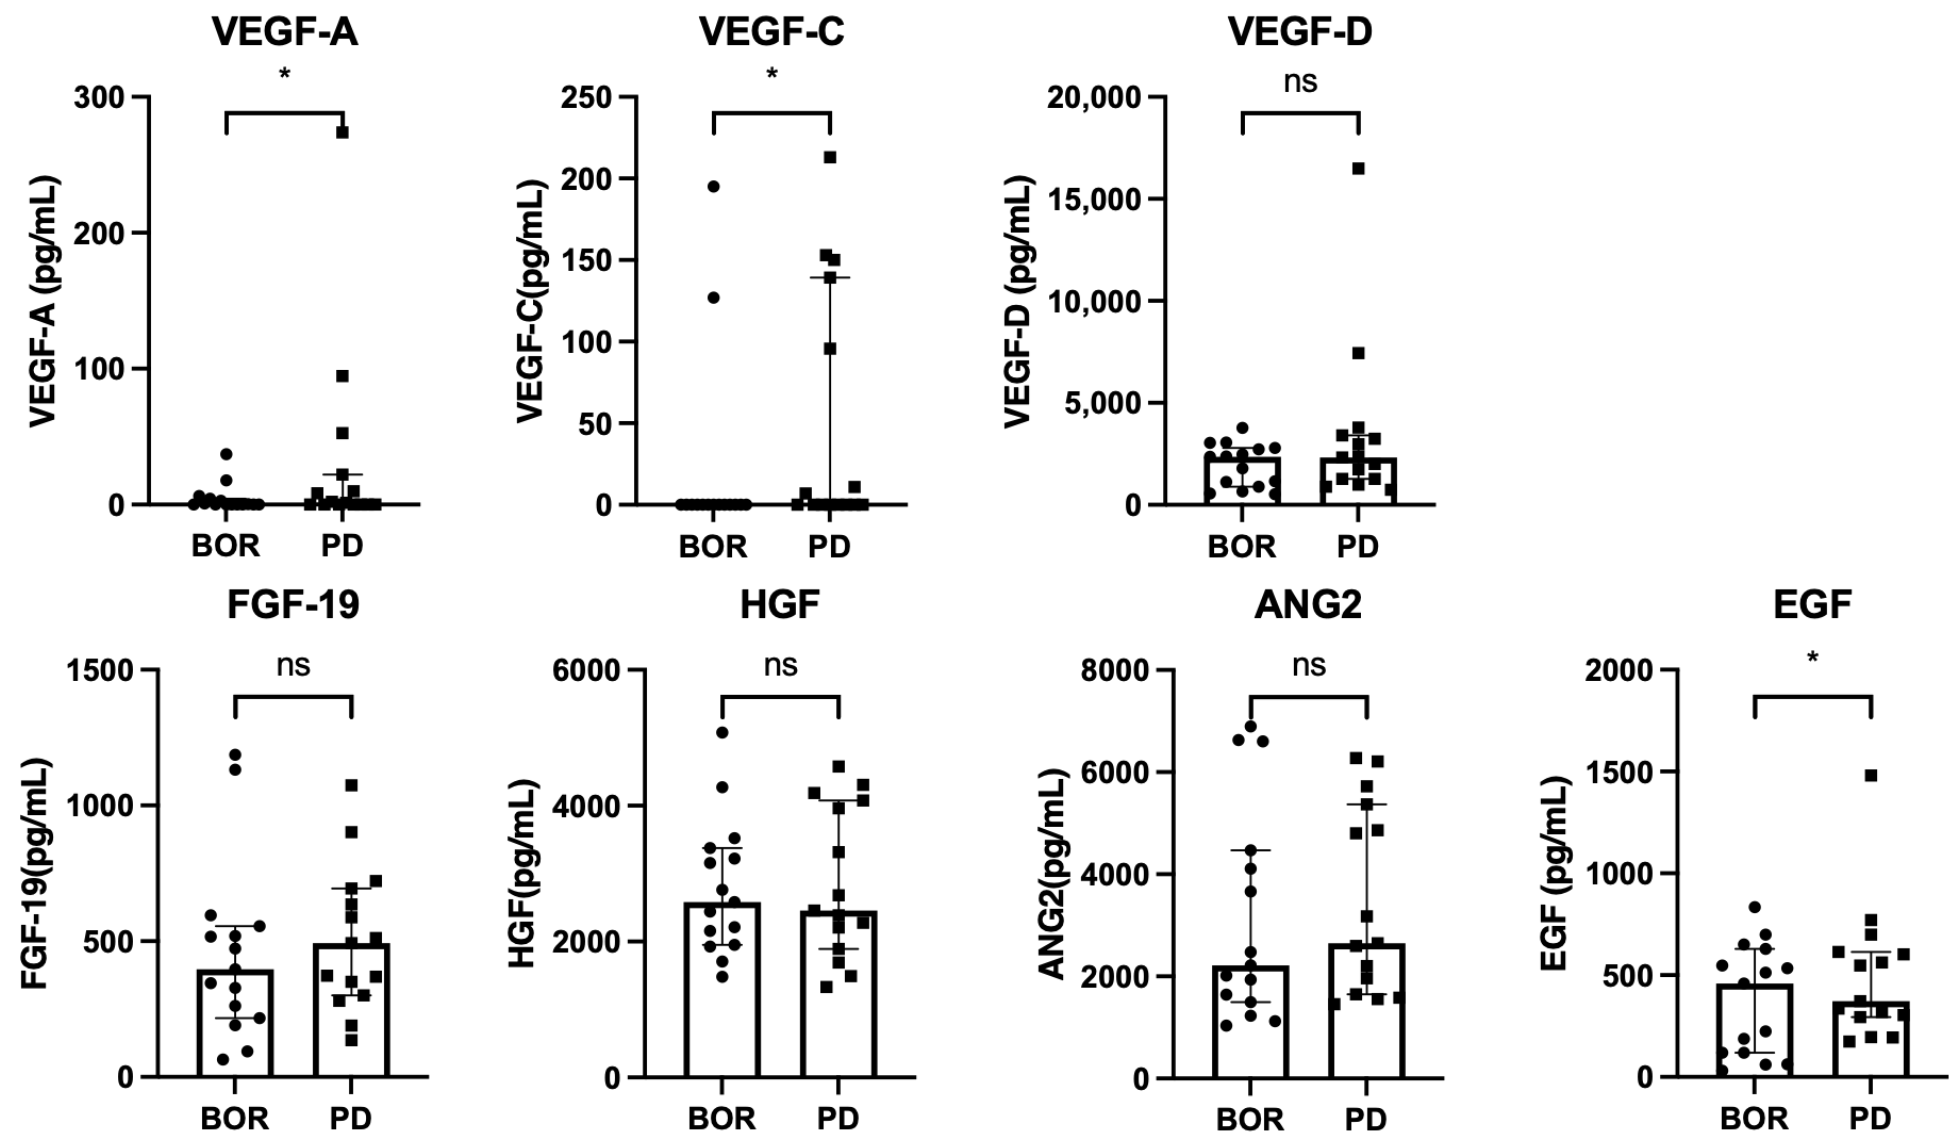 VEGF-A
*
VEGF-A (pg/mL)
300
200
100
0
BOR PD
VEGF-C
*
VEGF-C(pg/mL)
250
200
150
100
50
0
BOR PD
VEGF-D
ns
VEGF-D (pg/mL)
20,000
15,000
10,000
5,000
0
BOR PD
FGF-19
ns
FGF-19(pg/mL)
1500
1000
500
0
BOR PD
HGF
ns
HGF(pg/mL)
6000
4000
2000
0
BOR PD
ANG2
ns
ANG2(pg/mL)
8000
6000
4000
2000
0
BOR PD
EGF
*
EGF (pg/mL)
2000
1500
1000
500
0
BOR PD